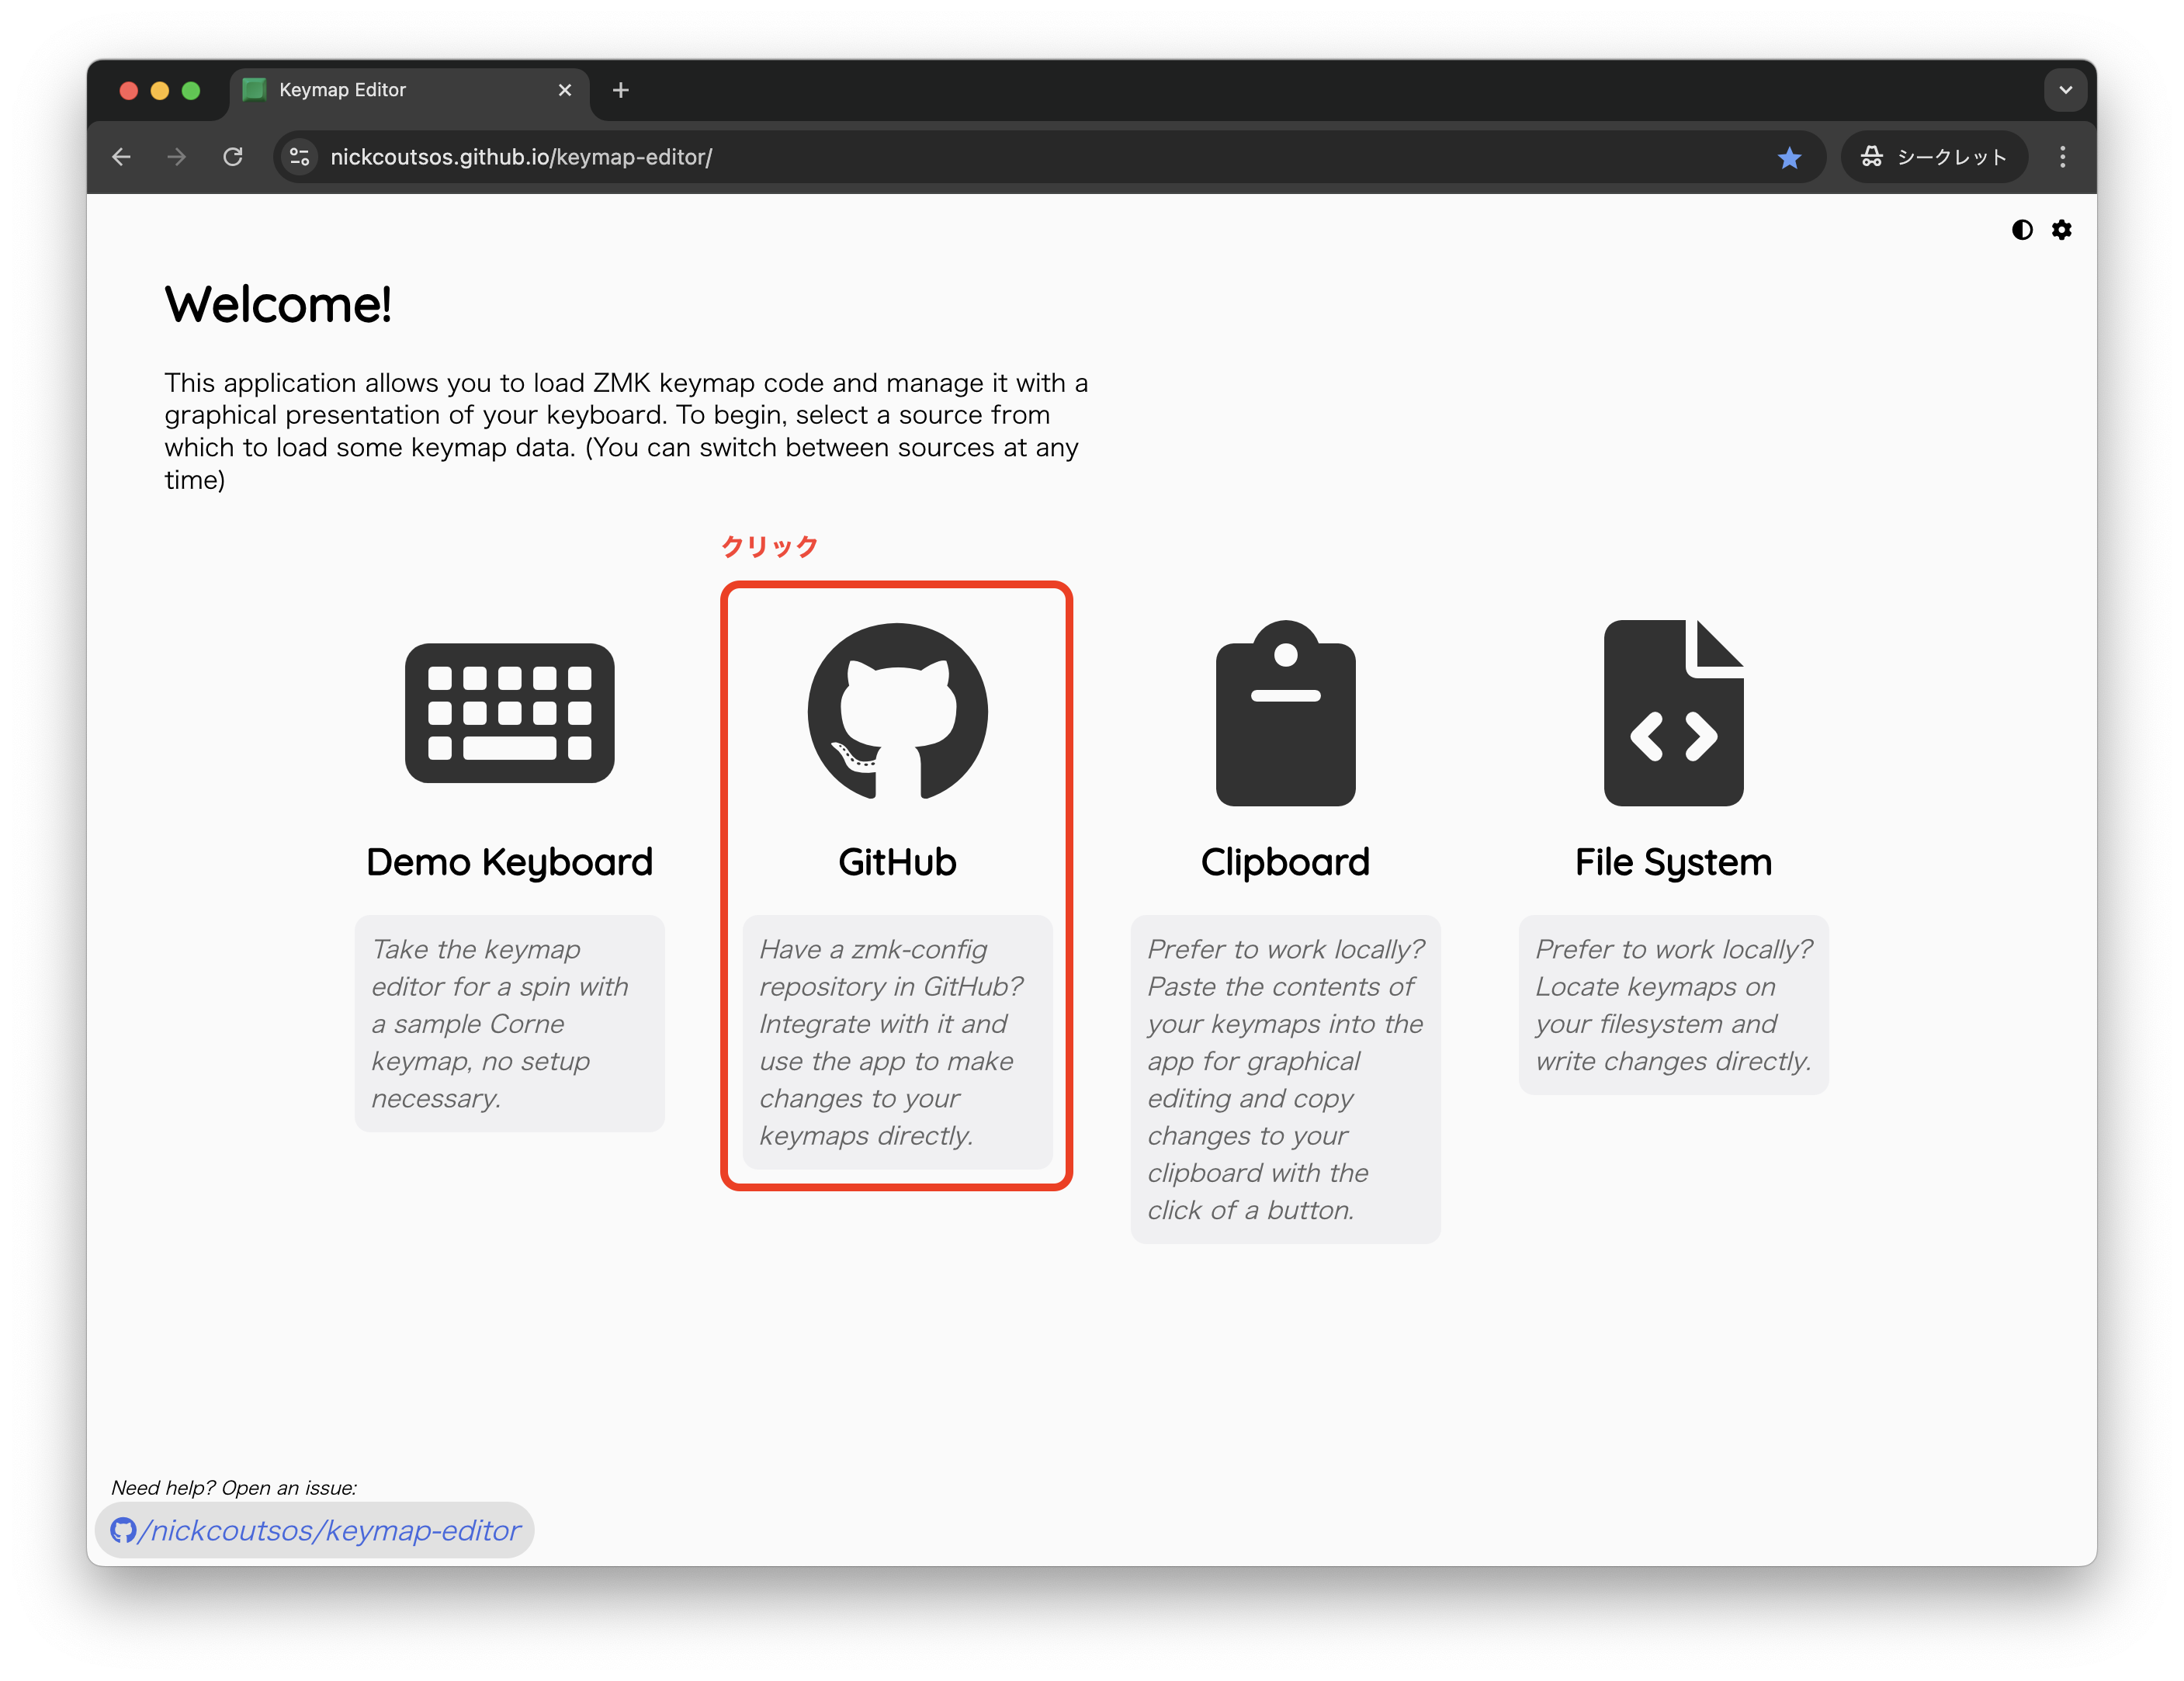 Keymap Editor
nickcoutsos.github.io/keymap-editor/
シークレット
Welcome!
This application allows you to load ZMK keymap code and manage it with a
graphical presentation of your keyboard. To begin, select a source from
which to load some keymap data. (You can switch between sources at any
time)
クリック
Demo Keyboard
Take the keymap
editor for a spin with
a sample Corne
keymap, no setup
necessary.
GitHub
Have a zmk-config
repository in GitHub?
Integrate with it and
use the app to make
changes to your
keymaps directly.
Clipboard
Prefer to work locally?
Paste the contents of
your keymaps into the
app for graphical
editing and copy
changes to your
clipboard with the
click of a button.
File System
Prefer to work locally?
Locate keymaps on
your filesystem and
write changes directly.
Need help? Open an issue:
/nickcoutsos/keymap-editor